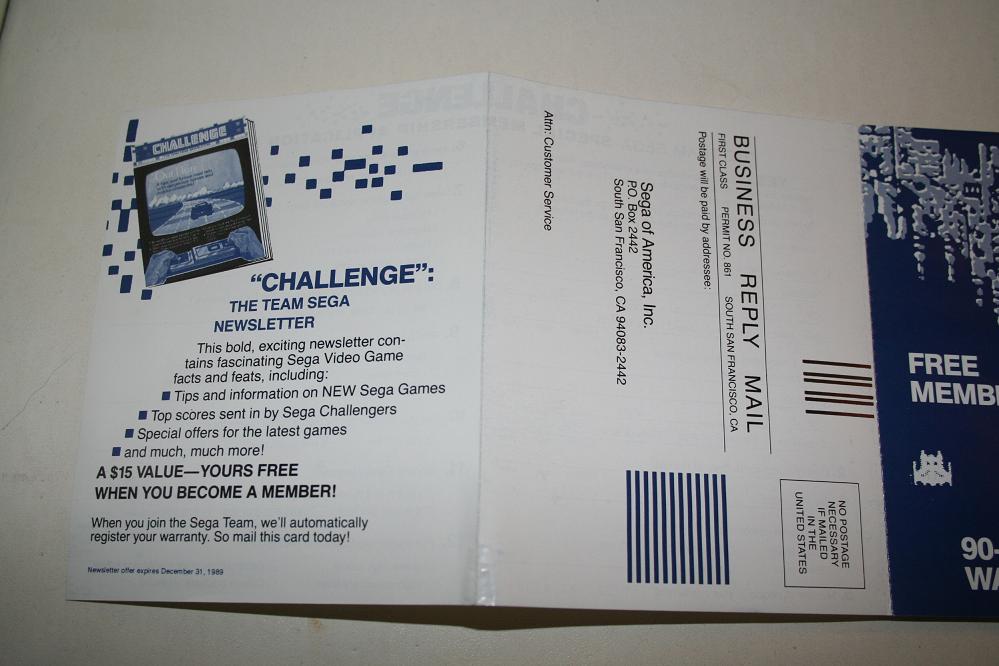 CHALLENGE
Out Run
"CHALLENGE":
THE TEAM SEGA
NEWSLETTER
This bold, exciting newsletter con-
tains fascinating Sega Video Game
facts and feats, including:
Tips and information on NEW Sega Games
Top scores sent in by Sega Challengers
Special offers for the latest games
and much, much more!
A $15 VALUE—YOURS FREE
WHEN YOU BECOME A MEMBER!
When you join the Sega Team, we'll automatically
register your warranty. So mail this card today!
Newsletter offer expires December 31, 1989
BUSINESS REPLY MAIL
FIRST CLASS PERMIT NO. 861 SOUTH SAN FRANCISCO, CA
Postage will be paid by addressee:
Sega of America, Inc.
P.O. Box 2442
South San Francisco, CA 94083-2442
Attn: Customer Service
NO POSTAGE
NECESSARY
IF MAILED
IN THE
UNITED STATES
FREE
MEMB
90-
WA